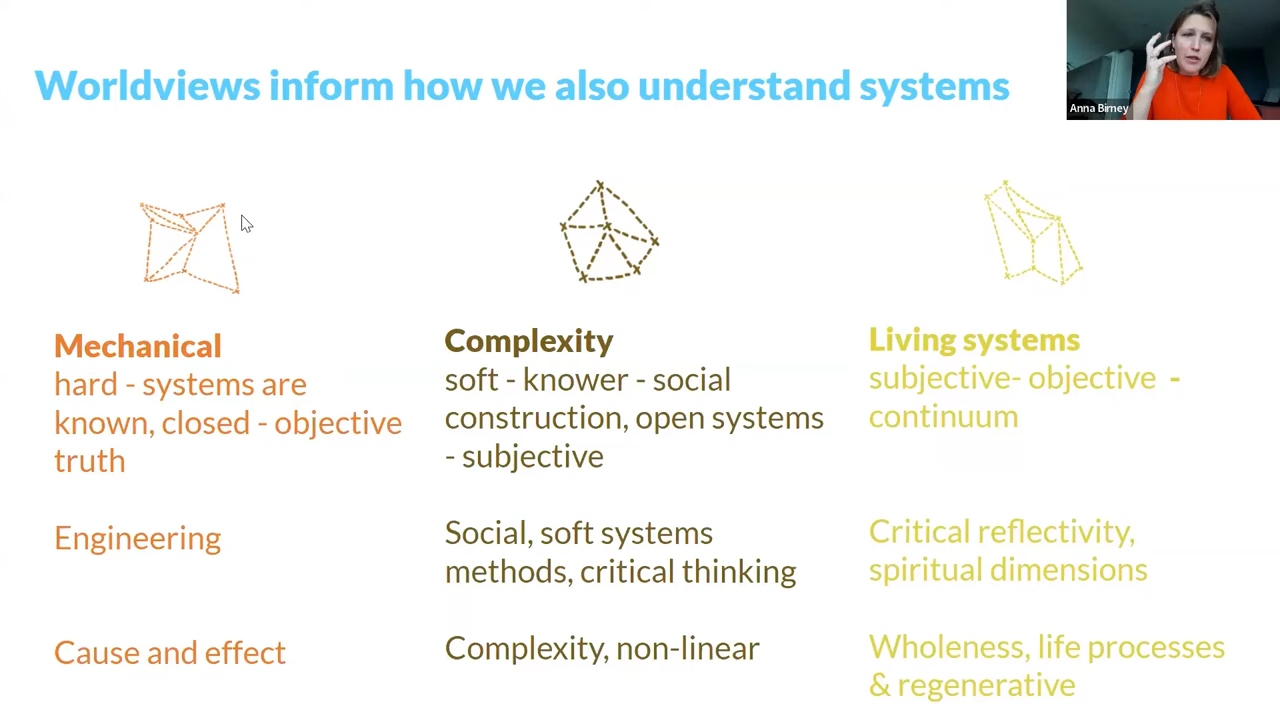 Worldviews inform how we also understand systems
Anna Birney
Mechanical
hard - systems are
known, closed - objective
truth
Engineering
Cause and effect
Complexity
soft - knower - social
construction, open systems
- subjective
Social, soft systems
methods, critical thinking
Complexity, non-linear
Living systems
subjective- objective -
continuum
Critical reflectivity,
spiritual dimensions
Wholeness, life processes
& regenerative